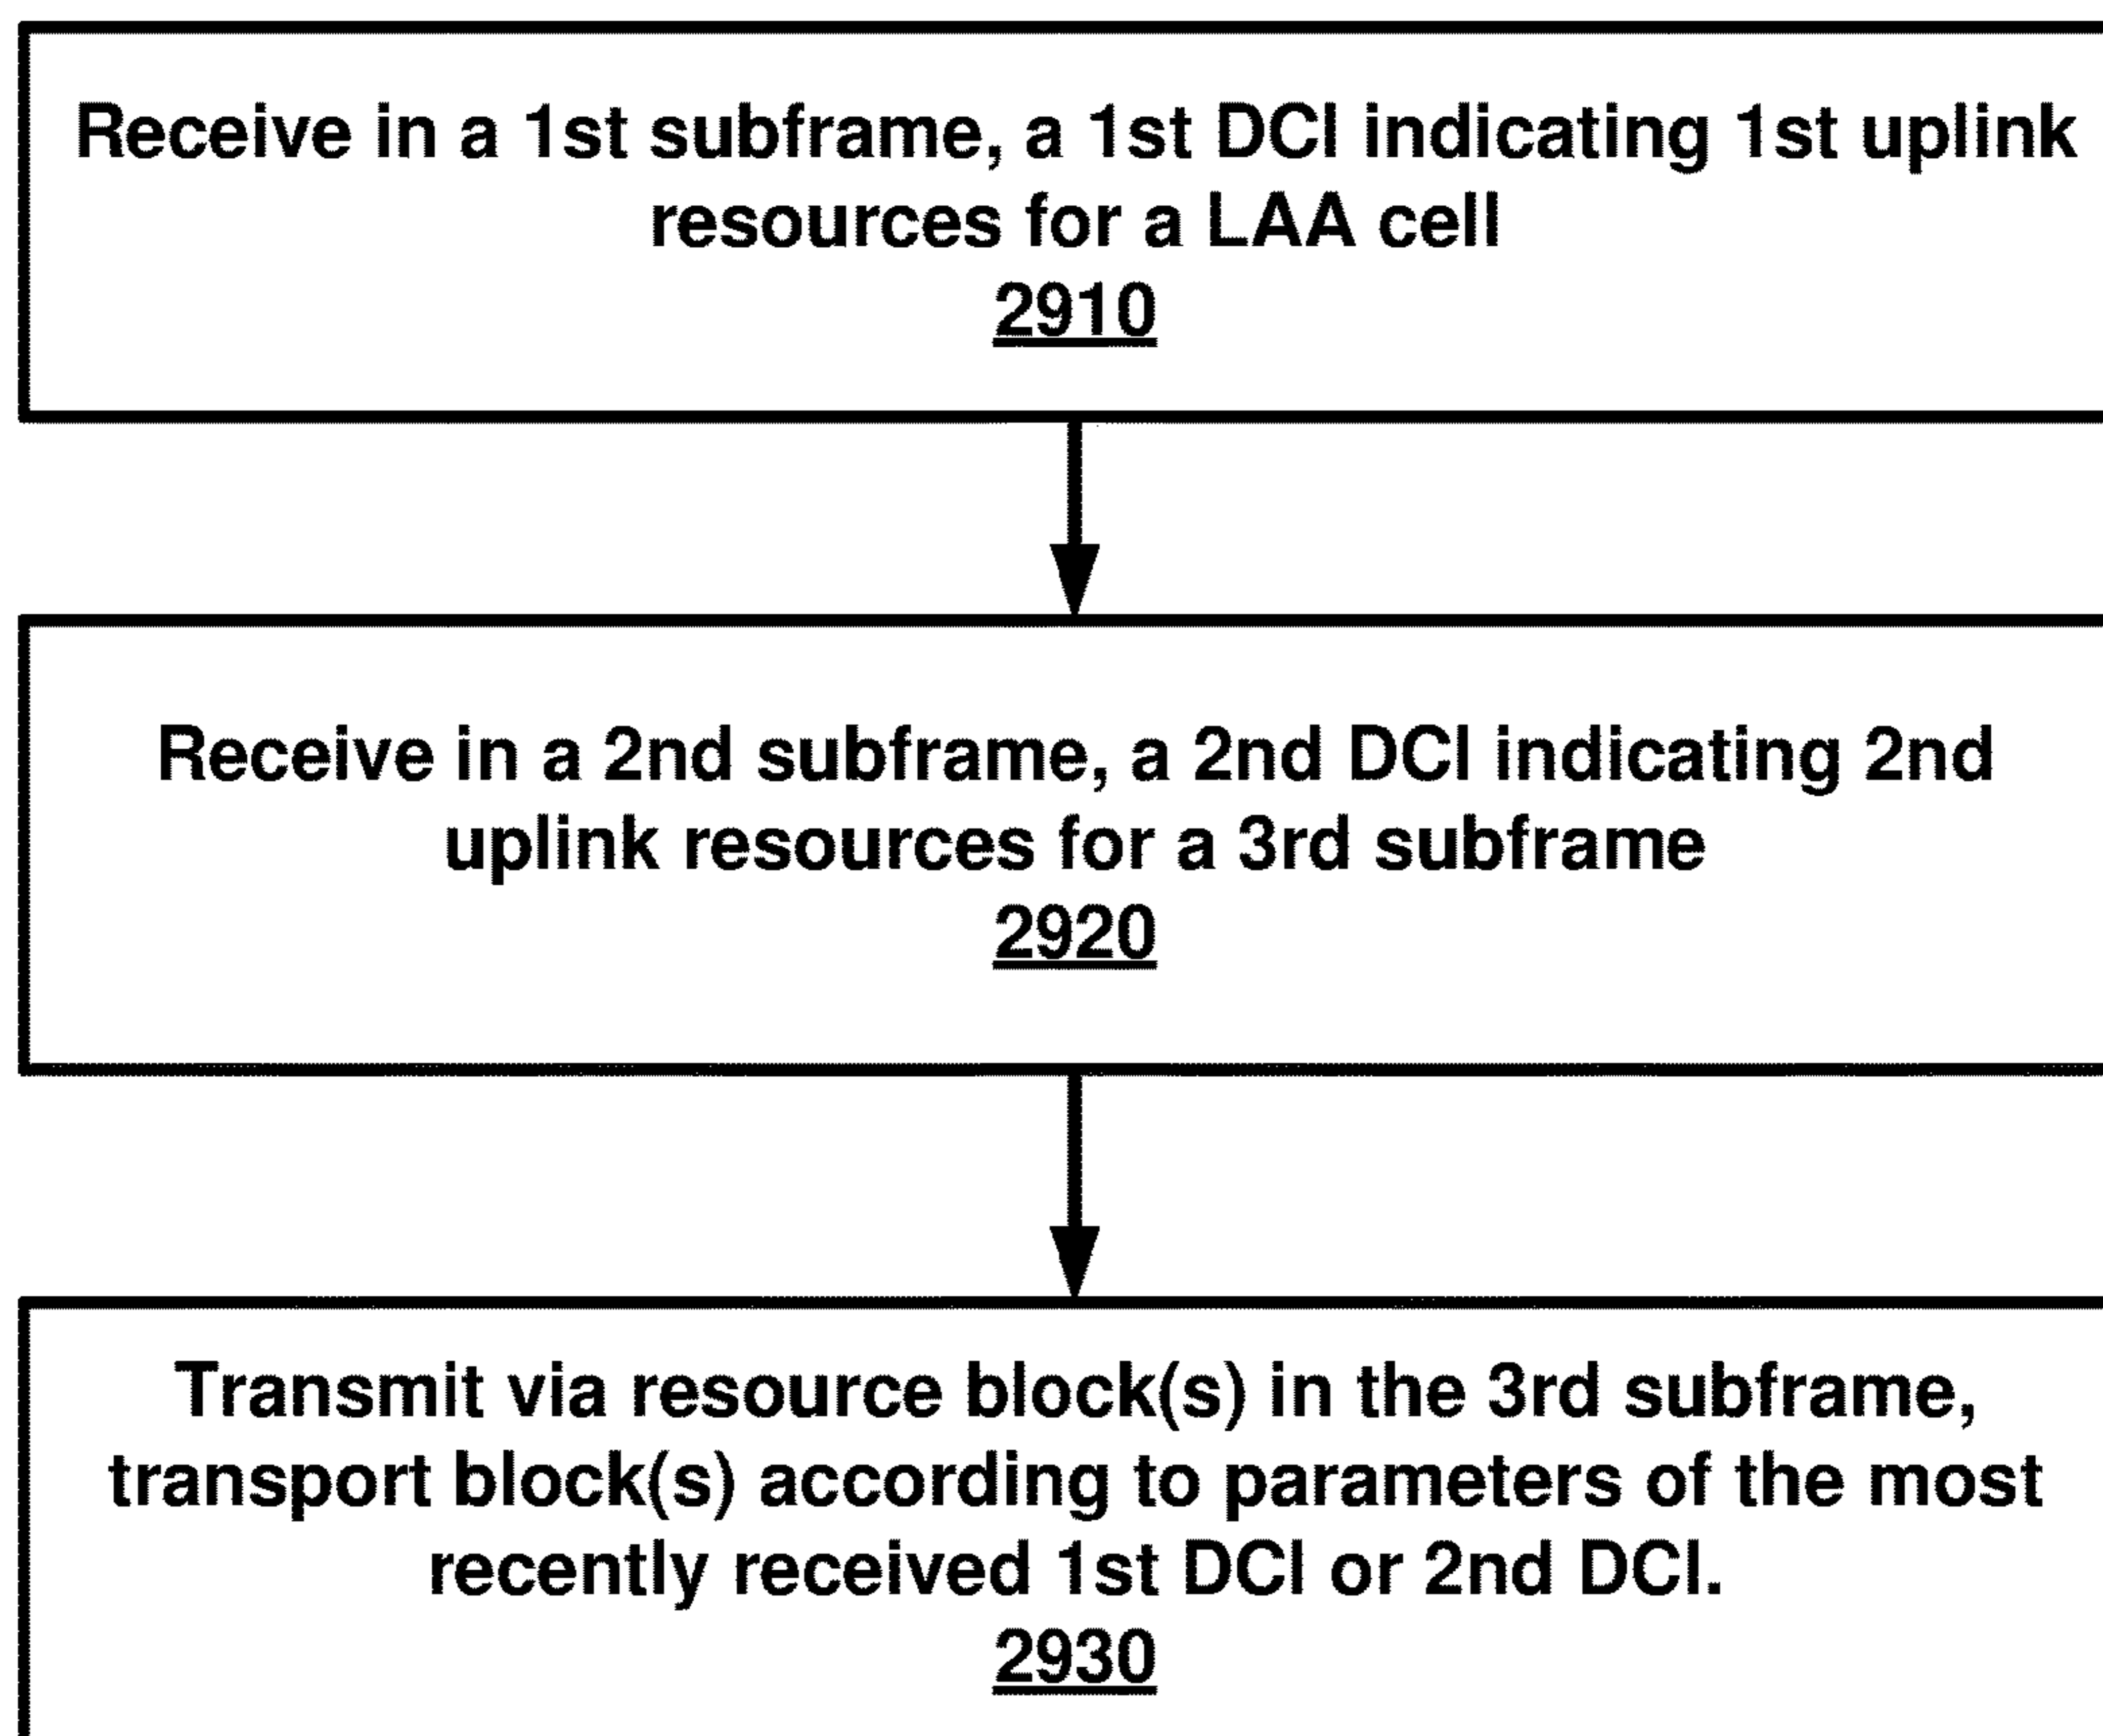 Receive in a 1st subframe, a 1st DCI indicating 1st uplink
resources for a LAA cell
2910
Receive in a 2nd subframe, a 2nd DCI indicating 2nd
uplink resources for a 3rd subframe
2920
Transmit via resource block(s) in the 3rd subframe,
transport block(s) according to parameters of the most
recently received 1st DCI or 2nd DCI.
2930